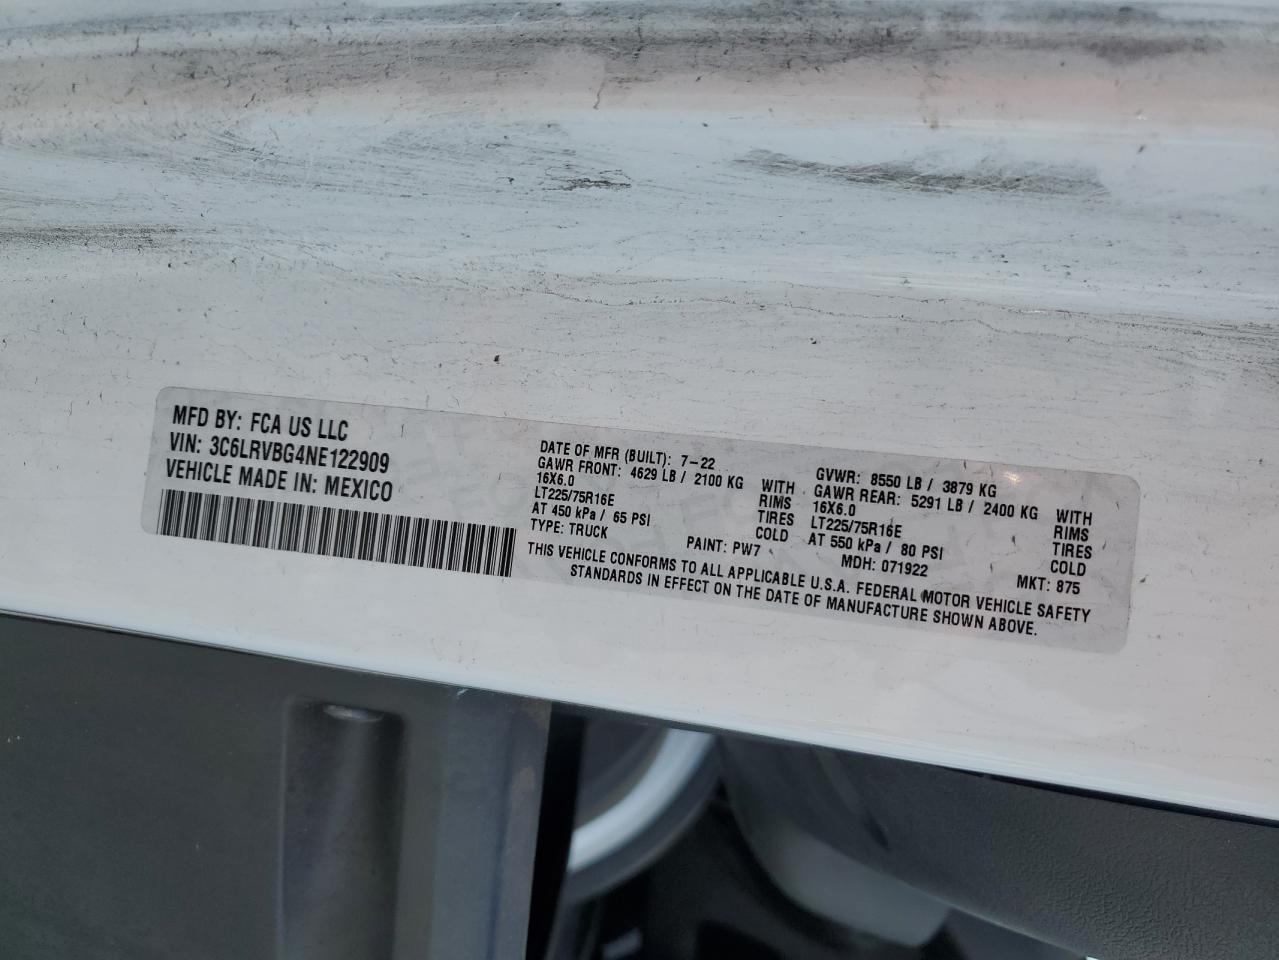 MFD BY: FCA US LLC
VIN: 3C6LRVBG4NE122909
VEHICLE MADE IN: MEXICO
DATE OF MFR (BUILT): 7-22
GAWR FRONT: 4629 LB / 2100 KG WITH
16X6.0 RIMS
LT225/75R16E TIRES
AT 450 kPa / 65 PSI COLD
TYPE: TRUCK PAINT: PW7
GVWR: 8550 LB / 3879 KG
GAWR REAR: 5291 LB / 2400 KG WITH
16X6.0 RIMS
LT225/75R16E TIRES
AT 550 kPa / 80 PSI COLD
MDH: 071922 MKT: 875
THIS VEHICLE CONFORMS TO ALL APPLICABLE U.S.A. FEDERAL MOTOR VEHICLE SAFETY
STANDARDS IN EFFECT ON THE DATE OF MANUFACTURE SHOWN ABOVE.